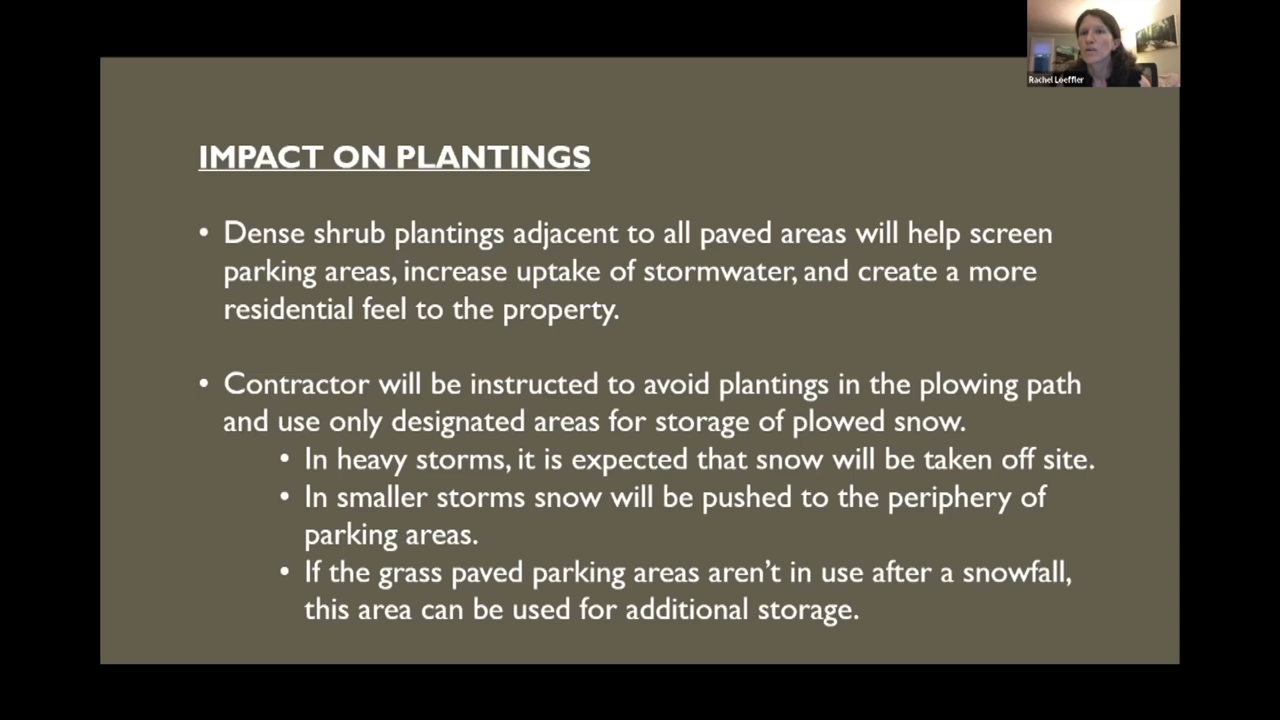 Rachel Loeffler
IMPACT ON PLANTINGS
• Dense shrub plantings adjacent to all paved areas will help screen
parking areas, increase uptake of stormwater, and create a more
residential feel to the property.
• Contractor will be instructed to avoid plantings in the plowing path
and use only designated areas for storage of plowed snow.
• In heavy storms, it is expected that snow will be taken off site.
• In smaller storms snow will be pushed to the periphery of
parking areas.
• If the grass paved parking areas aren't in use after a snowfall,
this area can be used for additional storage.